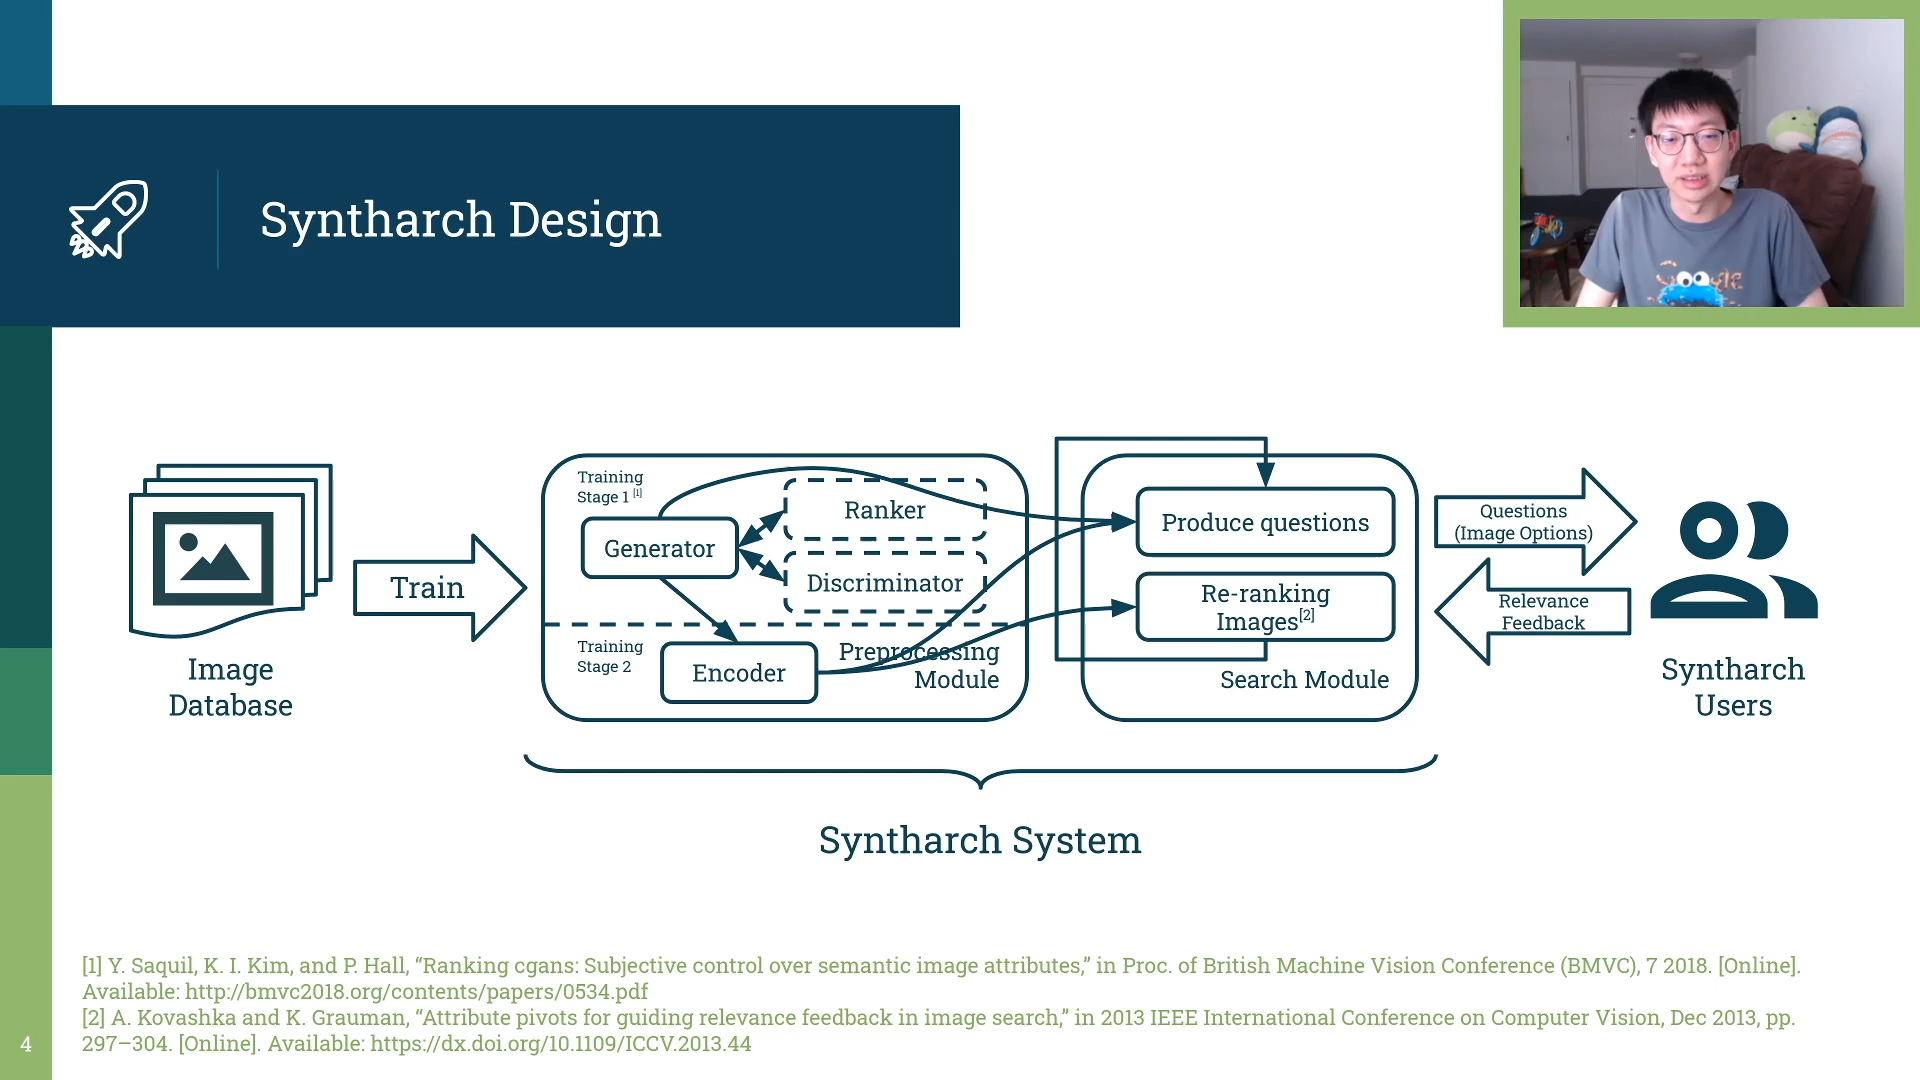 Syntharch Design
Training
Stage 1 [1]
Ranker
Generator
Discriminator
Produce questions
Questions
(Image Options)
Train
Re-ranking
Images[2]
Relevance
Feedback
Training
Stage 2
Encoder
Preprocessing
Module
Search Module
Image
Database
Syntharch
Users
Syntharch System
[1] Y. Saquil, K. I. Kim, and P. Hall, “Ranking cgans: Subjective control over semantic image attributes,” in Proc. of British Machine Vision Conference (BMVC), 7 2018. [Online].
Available: http://bmvc2018.org/contents/papers/0534.pdf
[2] A. Kovashka and K. Grauman, “Attribute pivots for guiding relevance feedback in image search,” in 2013 IEEE International Conference on Computer Vision, Dec 2013, pp.
297–304. [Online]. Available: https://dx.doi.org/10.1109/ICCV.2013.44
4